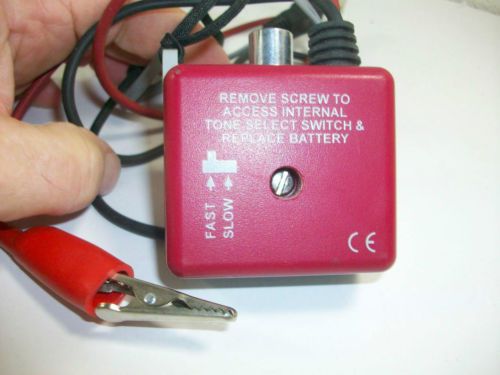 REMOVE SCREW TO
ACCESS INTERNAL
TONE SELECT SWITCH &
REPLACE BATTERY
FAST
SLOW
CE